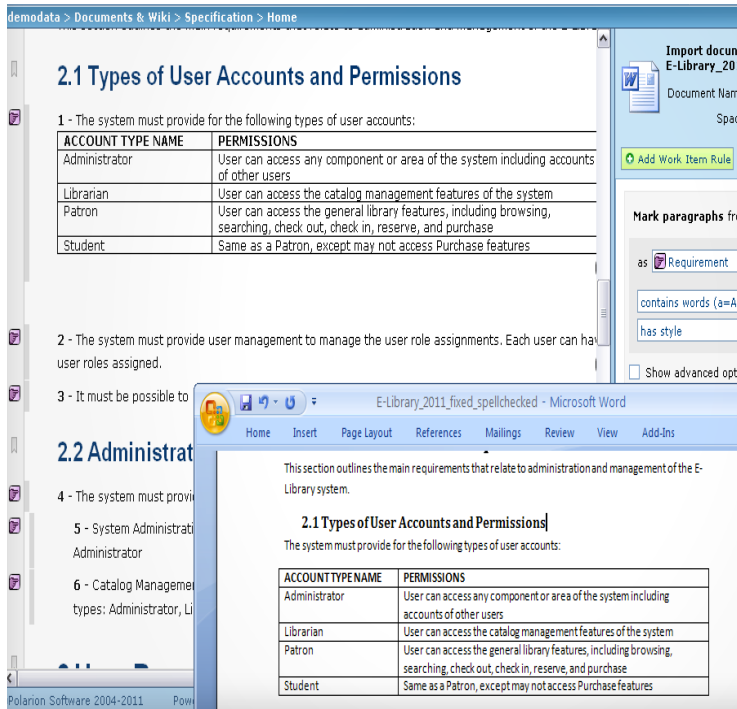 demodata > Documents & Wiki > Specification > Home
2.1 Types of User Accounts and Permissions
1 - The system must provide for the following types of user accounts:
ACCOUNT TYPE NAME PERMISSIONS
Administrator User can access any component or area of the system including accounts
of other users
Librarian User can access the catalog management features of the system
Patron User can access the general library features, including browsing,
searching, check out, check in, reserve, and purchase
Student Same as a Patron, except may not access Purchase features
2 - The system must provide user management to manage the user role assignments. Each user can hav
user roles assigned.
3 - It must be possible to
2.2 Administrat
4 - The system must provi
5 - System Administrati
Administrator
6 - Catalog Managemen
types: Administrator, Li
Polarion Software 2004-2011 Powe
Import docum
E-Library_20
Document Nam
Spac
Add Work Item Rule
Mark paragraphs fro
as Requirement
contains words (a=A
has style
Show advanced opt
E-Library_2011_fixed_spellchecked - Microsoft Word
Home Insert Page Layout References Mailings Review View Add-Ins
This section outlines the main requirements that relate to administration and management of the E-
Library system.
2.1 Types of User Accounts and Permissions
The system must provide for the following types of user accounts:
ACCOUNT TYPE NAME PERMISSIONS
Administrator User can access any component or area of the system including
accounts of other users
Librarian User can access the catalog management features of the system
Patron User can access the general library features, including browsing,
searching, check out, check in, reserve, and purchase
Student Same as a Patron, except may not access Purchase features